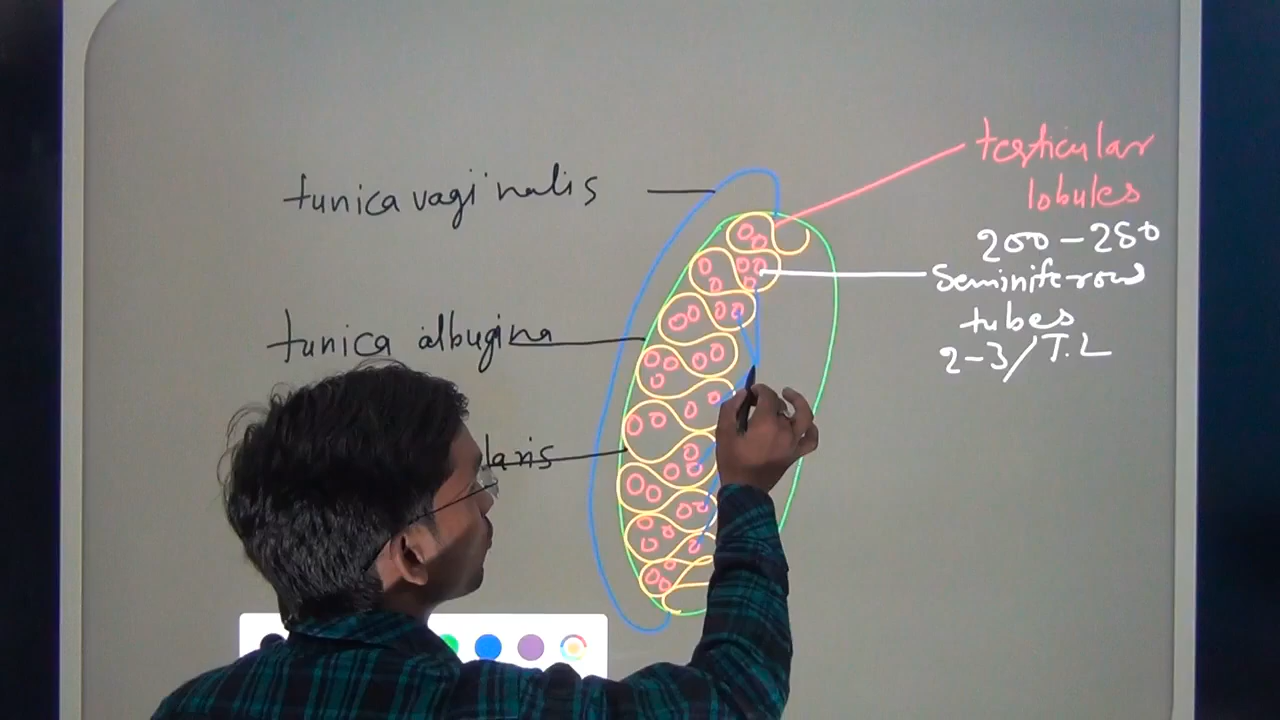 tunica vaginalis
tunica albugina
laris
testicular
lobules
200-250
Seminiferous
tubes
2-3/T.L